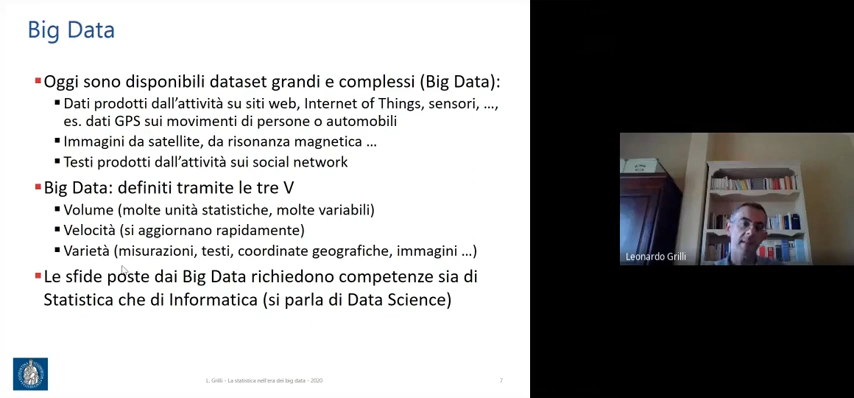 Big Data
▪Oggi sono disponibili dataset grandi e complessi (Big Data):
▪ Dati prodotti dall'attività su siti web, Internet of Things, sensori, …,
es. dati GPS sui movimenti di persone o automobili
▪ Immagini da satellite, da risonanza magnetica …
▪ Testi prodotti dall'attività sui social network
▪Big Data: definiti tramite le tre V
▪ Volume (molte unità statistiche, molte variabili)
▪ Velocità (si aggiornano rapidamente)
▪ Varietà (misurazioni, testi, coordinate geografiche, immagini …)
▪Le sfide poste dai Big Data richiedono competenze sia di
Statistica che di Informatica (si parla di Data Science)
L. Grilli - La statistica nell'era dei big data - 2020
7
Leonardo Grilli